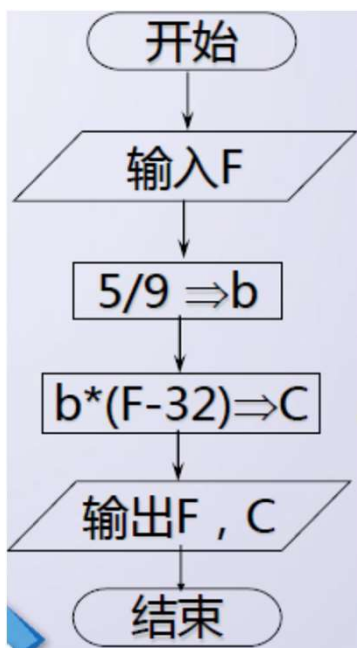 开始
输入F
5/9 ⇒b
b*(F-32)⇒C
输出F，C
结束